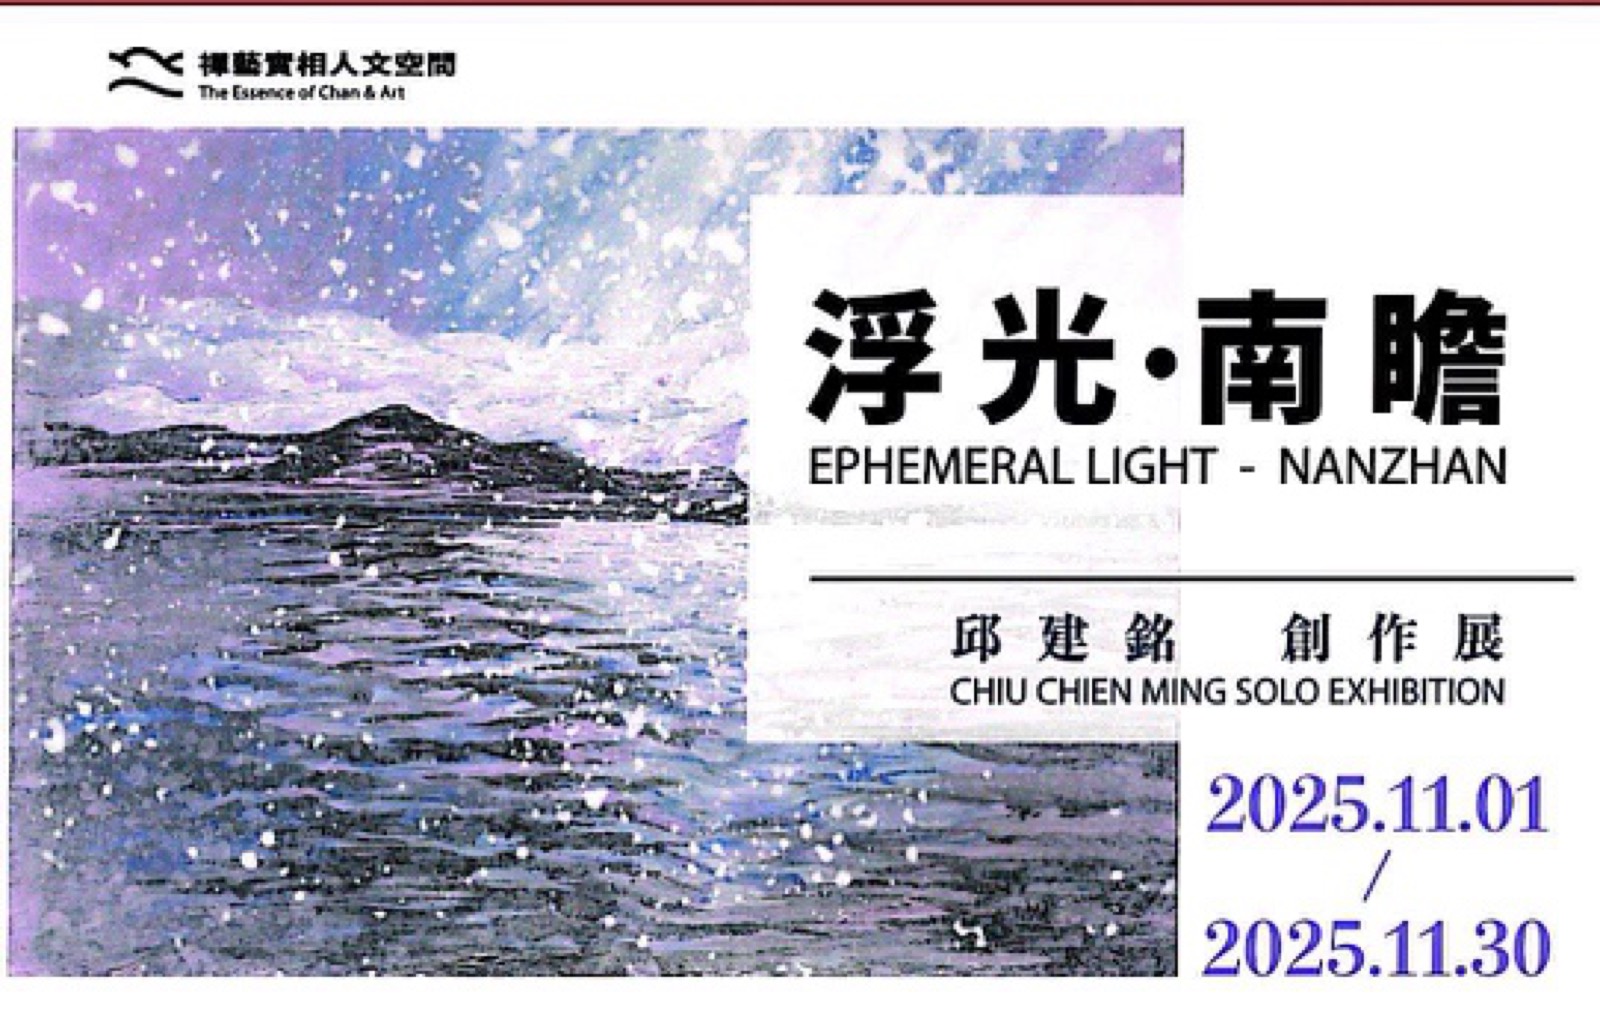 禪藝實相人文空間
The Essence of Chan & Art
浮光·南瞻
EPHEMERAL LIGHT - NANZHAN
邱建銘 創作展
CHIU CHIEN MING SOLO EXHIBITION
2025.11.01
/
2025.11.30